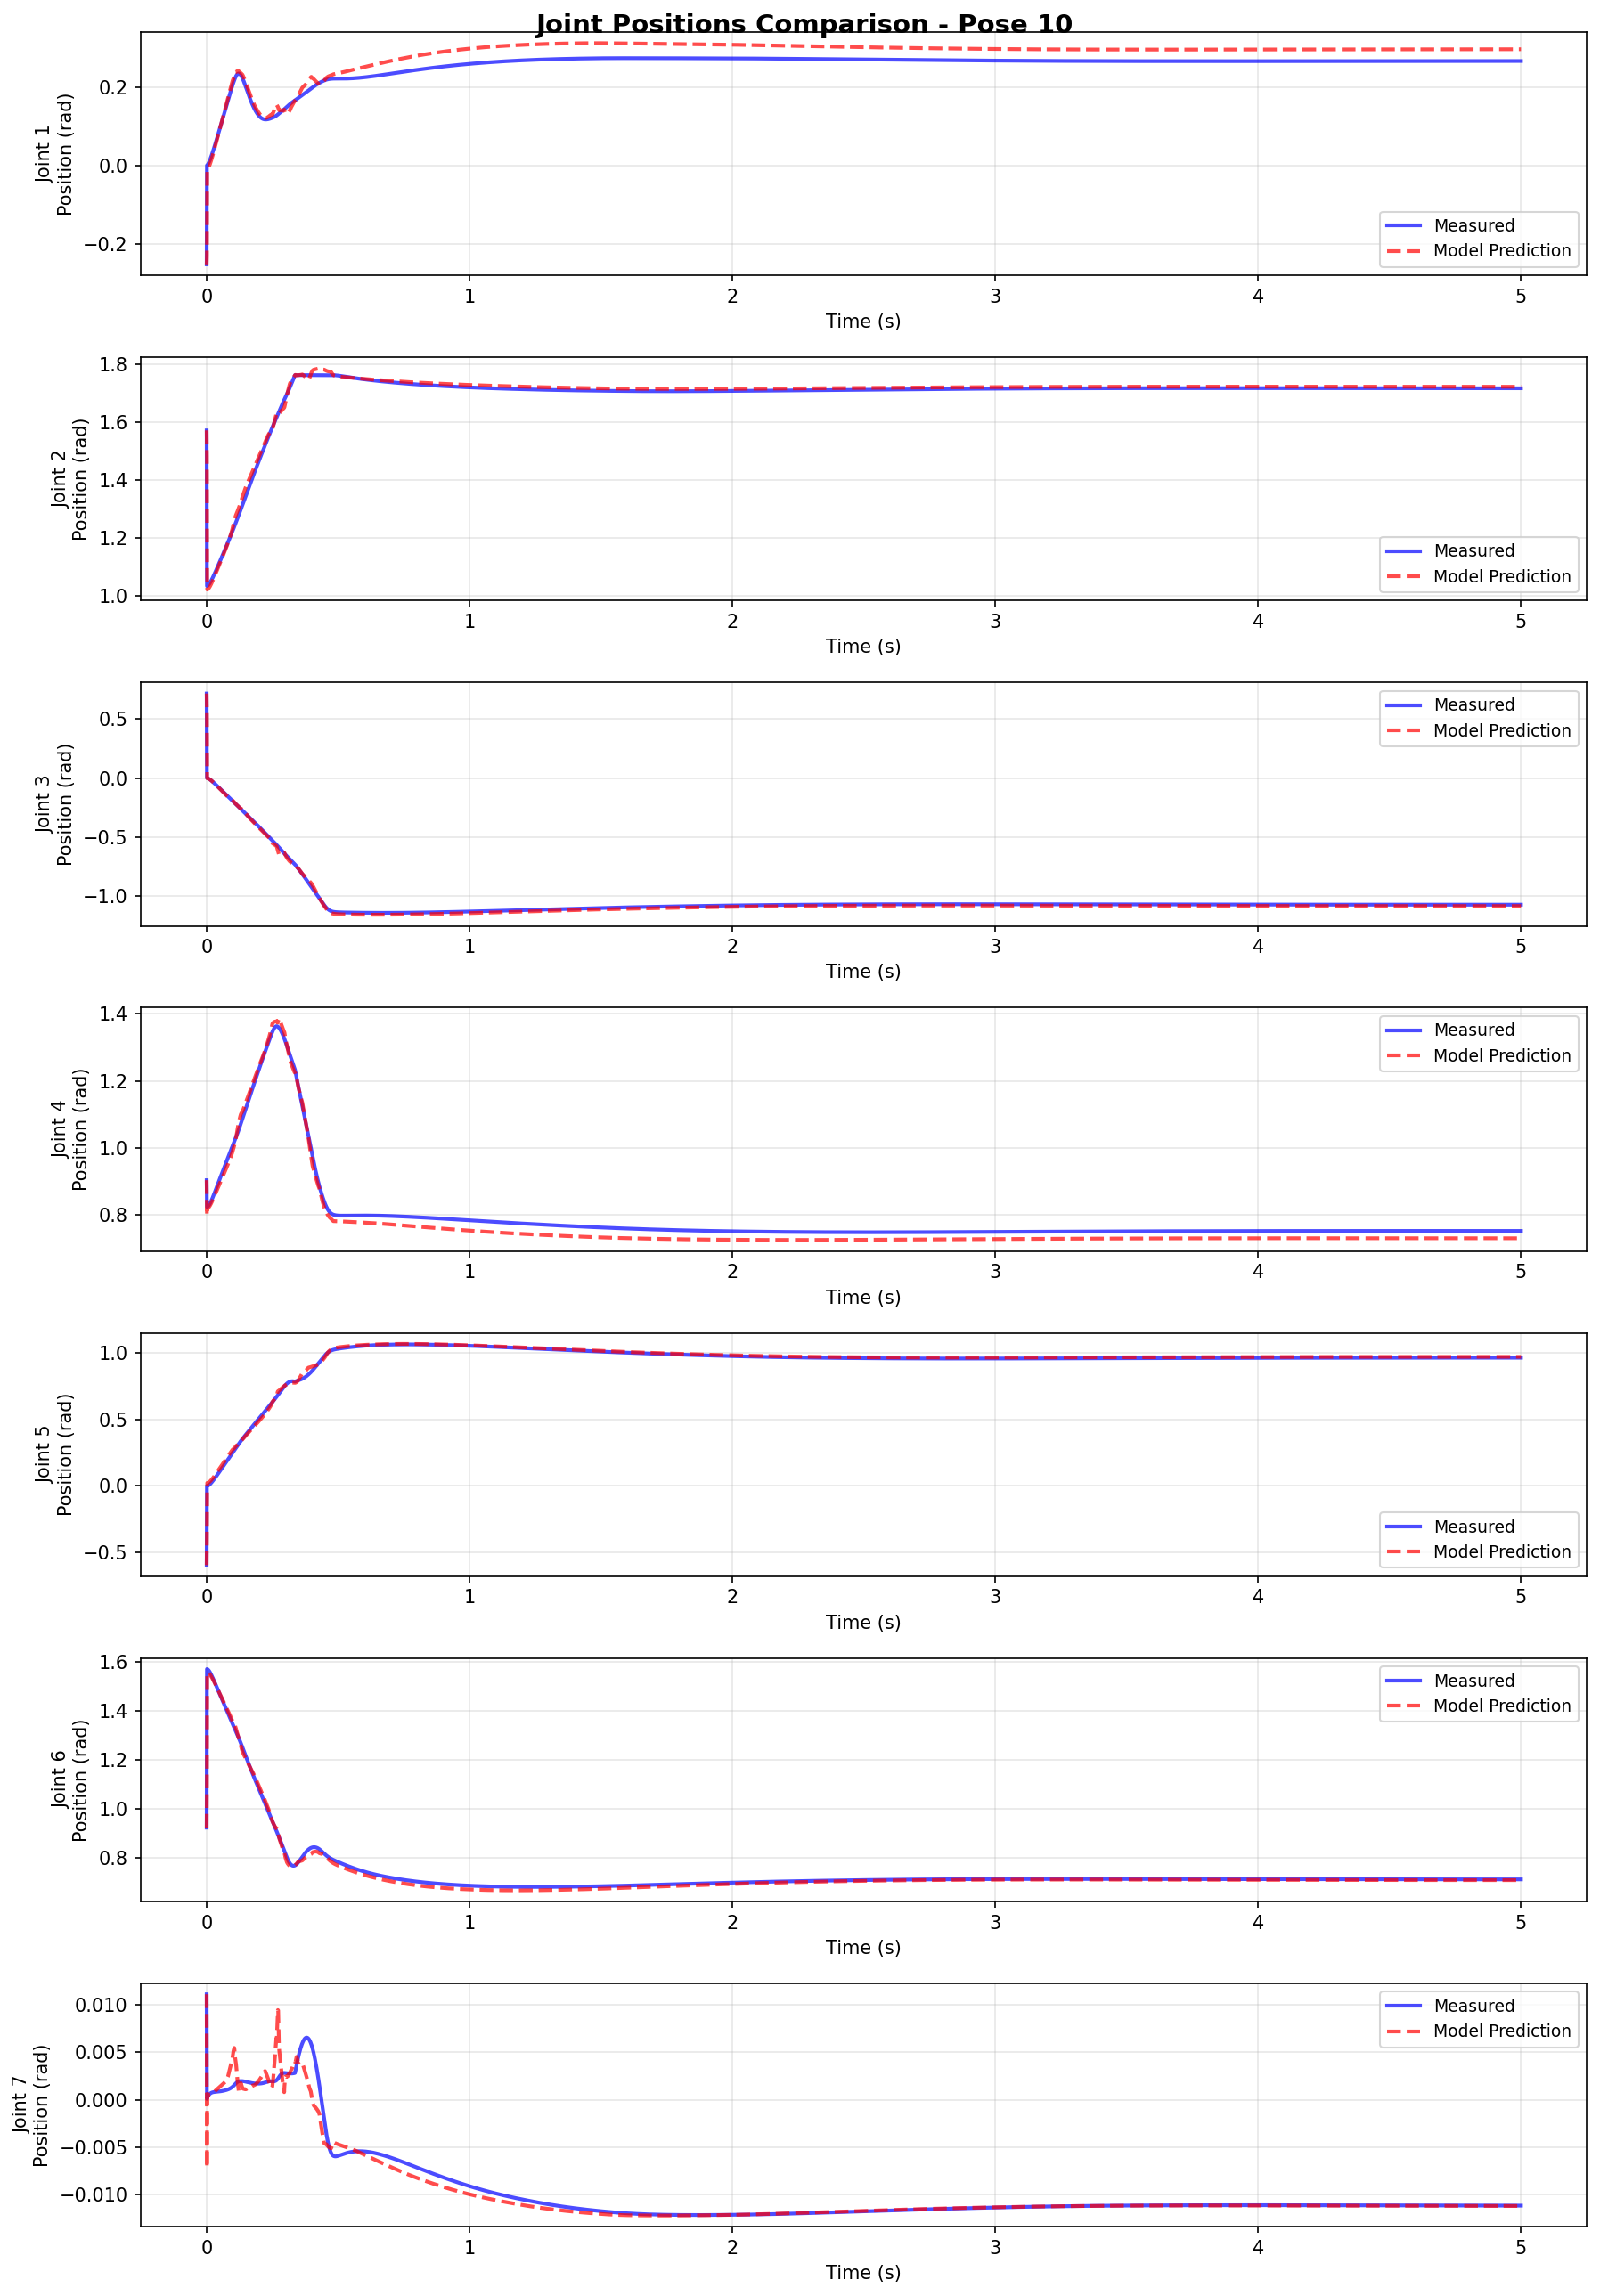 Joint Positions Comparison - Pose 10
Joint 1
Position (rad)
0.2
0.0
−0.2
Measured
Model Prediction
0 1 2 3 4 5
Time (s)
Joint 2
Position (rad)
1.8
1.6
1.4
1.2
1.0
Measured
Model Prediction
0 1 2 3 4 5
Time (s)
Joint 3
Position (rad)
0.5
0.0
−0.5
−1.0
Measured
Model Prediction
0 1 2 3 4 5
Time (s)
Joint 4
Position (rad)
1.4
1.2
1.0
0.8
Measured
Model Prediction
0 1 2 3 4 5
Time (s)
Joint 5
Position (rad)
1.0
0.5
0.0
−0.5
Measured
Model Prediction
0 1 2 3 4 5
Time (s)
Joint 6
Position (rad)
1.6
1.4
1.2
1.0
0.8
Measured
Model Prediction
0 1 2 3 4 5
Time (s)
Joint 7
Position (rad)
0.010
0.005
0.000
−0.005
−0.010
Measured
Model Prediction
0 1 2 3 4 5
Time (s)